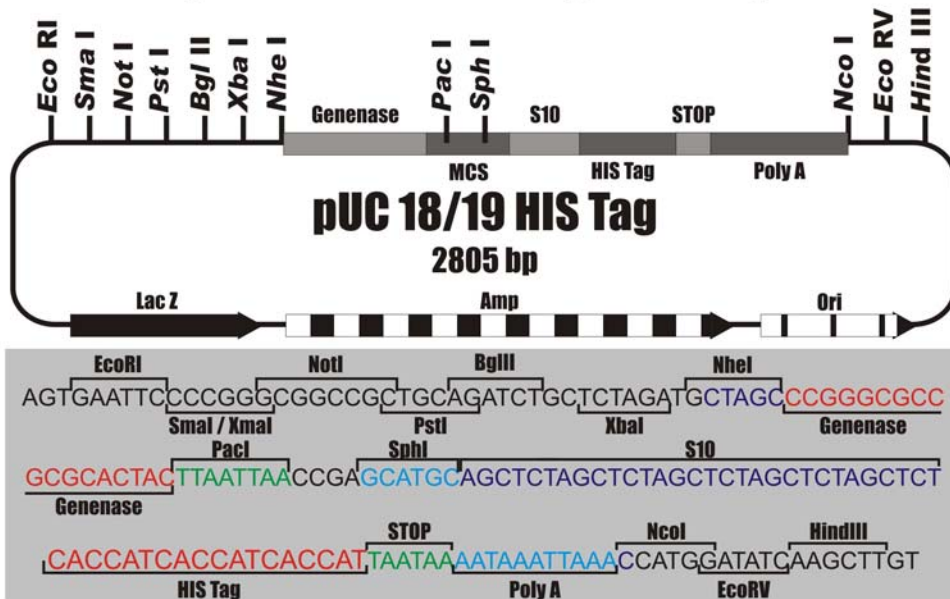 Eco RI Sma I Not I Pst I Bgl II Xba I Nhe I Pac I Sph I Nco I Eco RV Hind III
Genenase S10 STOP
MCS HIS Tag Poly A
pUC 18/19 HIS Tag
2805 bp
Lac Z Amp Ori
EcoRI NotI BglII NheI
AGTGAATTCCCCGGGCGGCCGCTGCAGATCTGCTCTAGATGCTAGCCCGGGCGCC
SmaI / XmaI PstI XbaI Genenase
PacI SphI S10
GCGCACTACTTAATTAACCGAGCATGCAGCTCTAGCTCTAGCTCTAGCTCTAGCTCT
Genenase
STOP NcoI HindIII
CACCATCACCATCACCATTAATAAAATAAATTAAACCATGGATATCAAGCTTGT
HIS Tag Poly A EcoRV